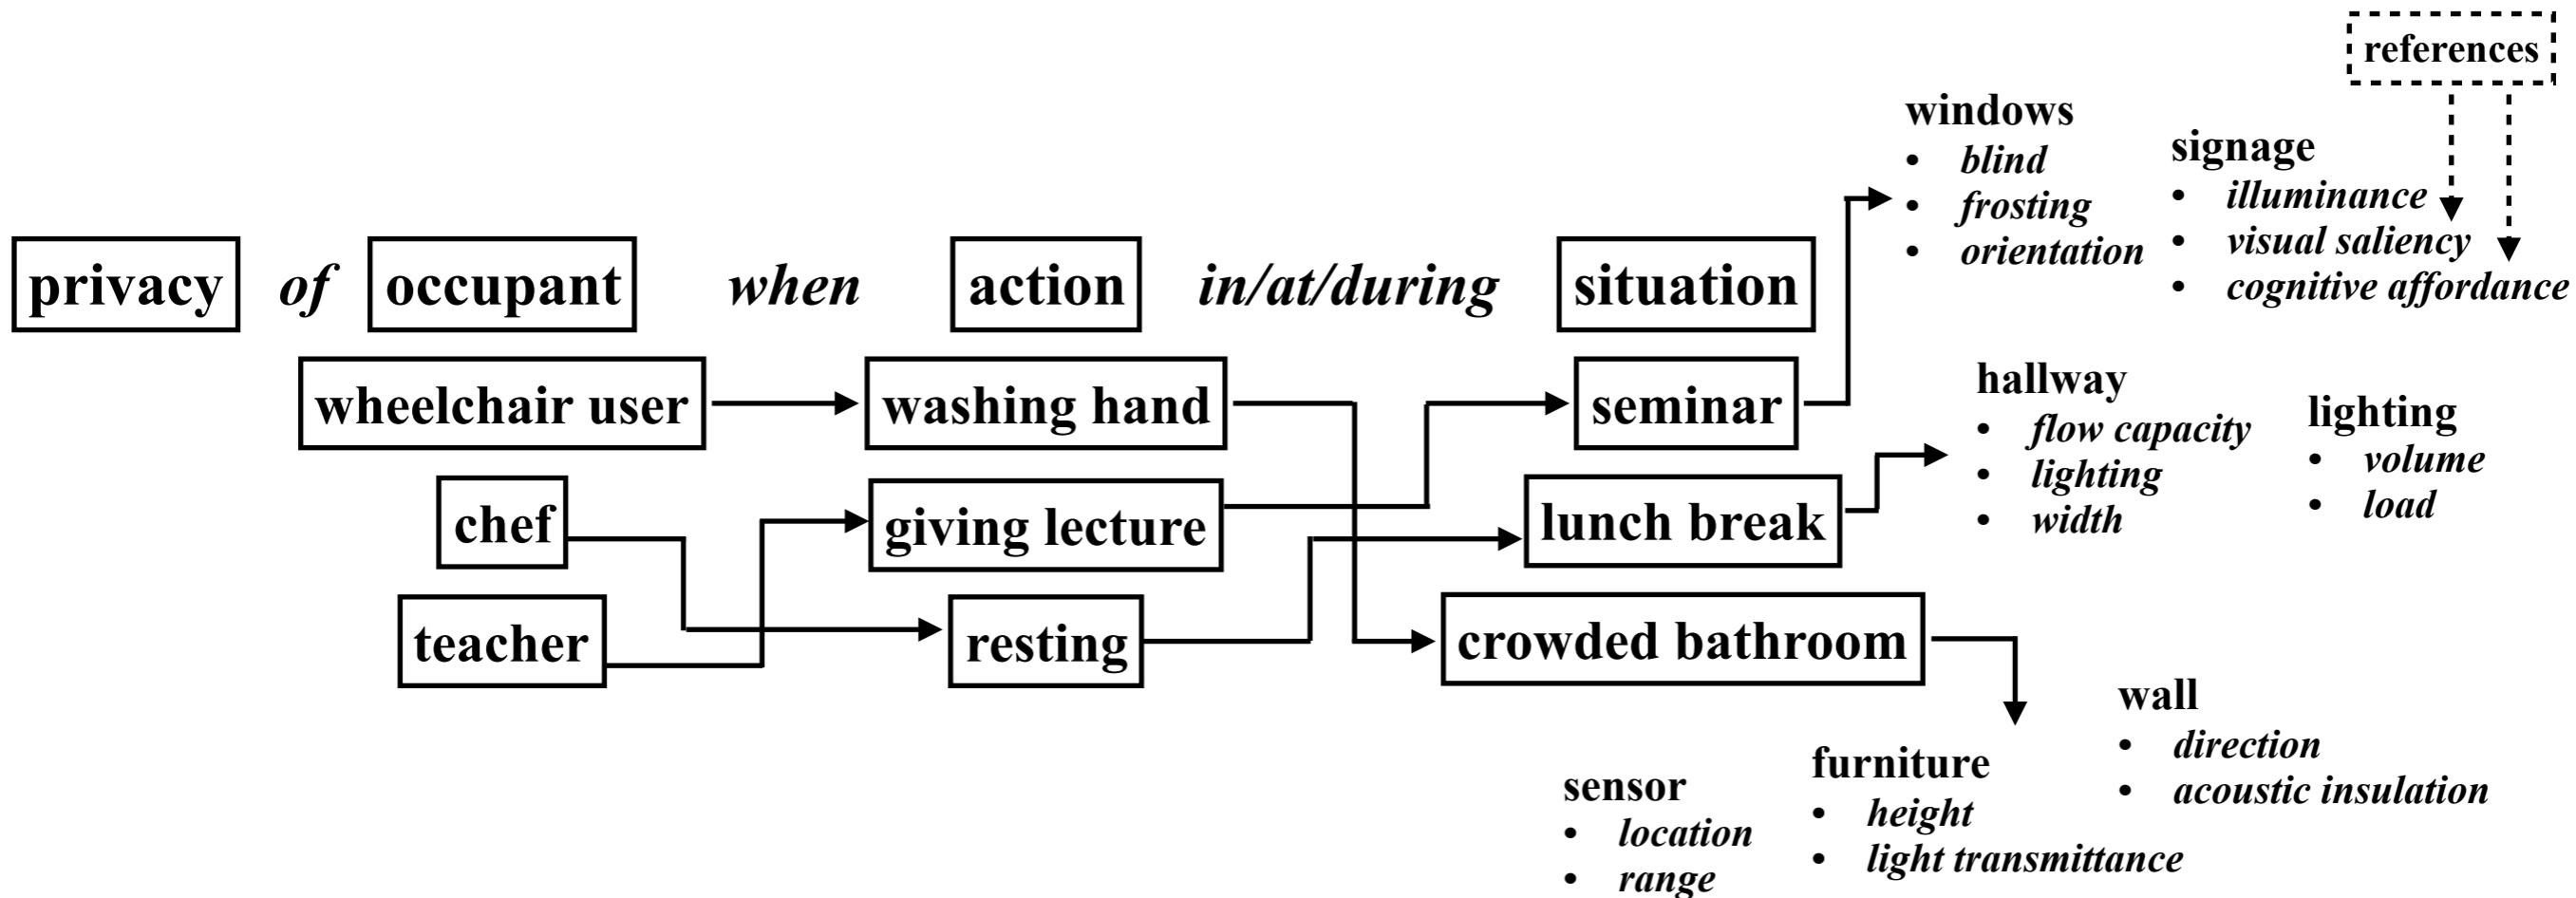 references
windows
• blind
• frosting
• orientation
signage
• illuminance
• visual saliency
• cognitive affordance
privacy of occupant when action in/at/during situation
wheelchair user
washing hand
seminar
chef
giving lecture
lunch break
teacher
resting
crowded bathroom
hallway
• flow capacity
• lighting
• width
lighting
• volume
• load
sensor
• location
• range
furniture
• height
• light transmittance
wall
• direction
• acoustic insulation